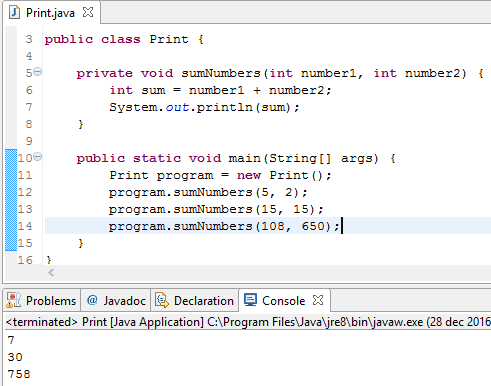 Print.java
3 public class Print {
4
5 private void sumNumbers(int number1, int number2) {
6 int sum = number1 + number2;
7 System.out.println(sum);
8 }
9
10 public static void main(String[] args) {
11 Print program = new Print();
12 program.sumNumbers(5, 2);
13 program.sumNumbers(15, 15);
14 program.sumNumbers(108, 650);
15 }
16 }
Problems @ Javadoc Declaration Console
<terminated> Print [Java Application] C:\Program Files\Java\jre8\bin\javaw.exe (28 dec 2016
7
30
758